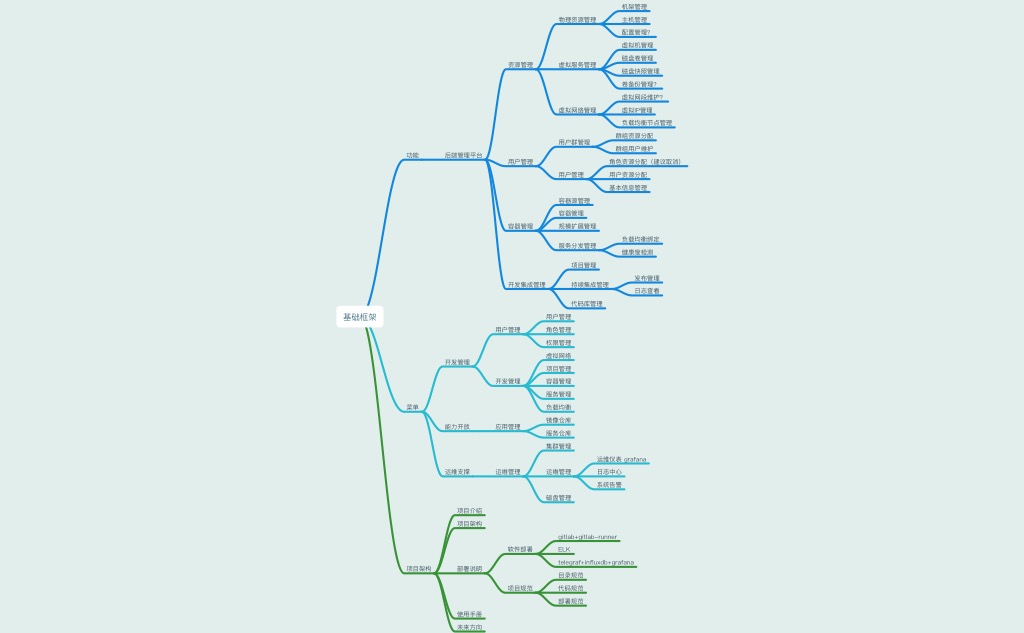 基础框架
功能
后端管理平台
资源管理
物理资源管理
机架管理
主机管理
配置管理?
虚拟服务管理
虚拟机管理
磁盘卷管理
磁盘快照管理
卷备份管理?
虚拟网络管理
虚拟网段维护?
虚拟IP管理
负载均衡节点管理
用户管理
用户群管理
群组资源分配
群组用户维护
用户管理
角色资源分配（建议取消）
用户资源分配
基本信息管理
容器管理
容器源管理
容器管理
规模扩展管理
服务分发管理
负载均衡绑定
健康度检测
开发集成管理
项目管理
持续集成管理
发布管理
日志查看
代码库管理
菜单
开发管理
用户管理
用户管理
角色管理
权限管理
开发管理
虚拟网络
项目管理
容器管理
服务管理
负载均衡
能力开放
应用管理
镜像仓库
服务仓库
运维支撑
运维管理
集群管理
运维管理
运维仪表 grafana
日志中心
系统告警
磁盘管理
项目架构
项目介绍
项目架构
部署说明
软件部署
gitlab+gitlab-runner
ELK
telegraf+influxdb+grafana
项目规范
目录规范
代码规范
部署规范
使用手册
未来方向